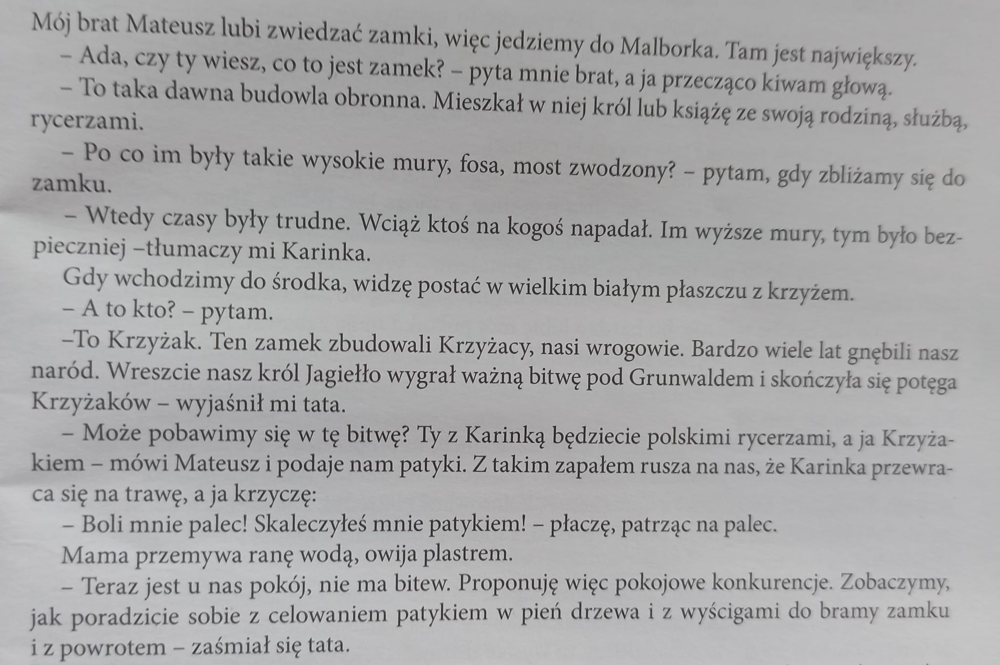 Mój brat Mateusz lubi zwiedzać zamki, więc jedziemy do Malborka. Tam jest największy.
– Ada, czy ty wiesz, co to jest zamek? – pyta mnie brat, a ja przecząco kiwam głową.
– To taka dawna budowla obronna. Mieszkał w niej król lub książę ze swoją rodziną, służbą,
rycerzami.
– Po co im były takie wysokie mury, fosa, most zwodzony? – pytam, gdy zbliżamy się do
zamku.
– Wtedy czasy były trudne. Wciąż ktoś na kogoś napadał. Im wyższe mury, tym było bez-
pieczniej –tłumaczy mi Karinka.
Gdy wchodzimy do środka, widzę postać w wielkim białym płaszczu z krzyżem.
– A to kto? – pytam.
–To Krzyżak. Ten zamek zbudowali Krzyżacy, nasi wrogowie. Bardzo wiele lat gnębili nasz
naród. Wreszcie nasz król Jagiełło wygrał ważną bitwę pod Grunwaldem i skończyła się potęga
Krzyżaków – wyjaśnił mi tata.
– Może pobawimy się w tę bitwę? Ty z Karinką będziecie polskimi rycerzami, a ja Krzyża-
kiem – mówi Mateusz i podaje nam patyki. Z takim zapałem rusza na nas, że Karinka przewra-
ca się na trawę, a ja krzyczę:
– Boli mnie palec! Skaleczyłeś mnie patykiem! – płaczę, patrząc na palec.
Mama przemywa ranę wodą, owija plastrem.
– Teraz jest u nas pokój, nie ma bitew. Proponuję więc pokojowe konkurencje. Zobaczymy,
jak poradzicie sobie z celowaniem patykiem w pień drzewa i z wyścigami do bramy zamku
i z powrotem – zaśmiał się tata.